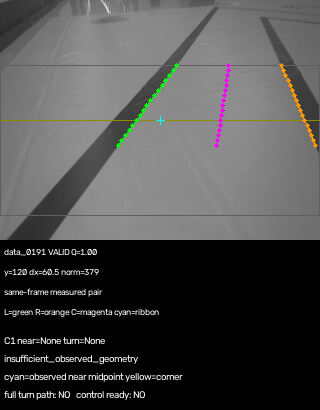 data_0191 VALID Q=1.00
y=120 dx=60.5 norm=379
same-frame measured pair
L=green R=orange C=magenta cyan=ribbon
C1 near=None turn=None
insufficient_observed_geometry
cyan=observed near midpoint yellow=corner
full turn path: NO control ready: NO